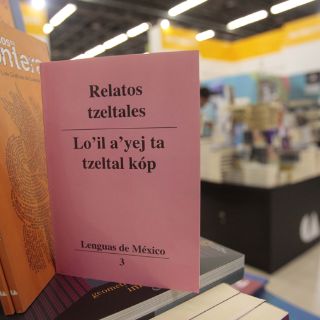 Relatos
tzeltales
Lo'il a'yej ta
tzeltal kóp
Lenguas de México
3